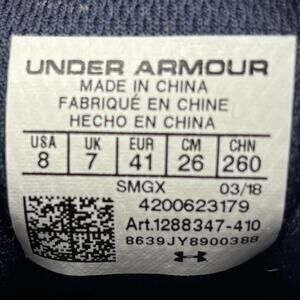 UNDER ARMOUR
MADE IN CHINA
FABRIQUÉ EN CHINE
HECHO EN CHINA
USA UK EUR CM CHN
8 7 41 26 260
SMGX 03/18
4200623179
Art.1288347-410
8639JY8900388